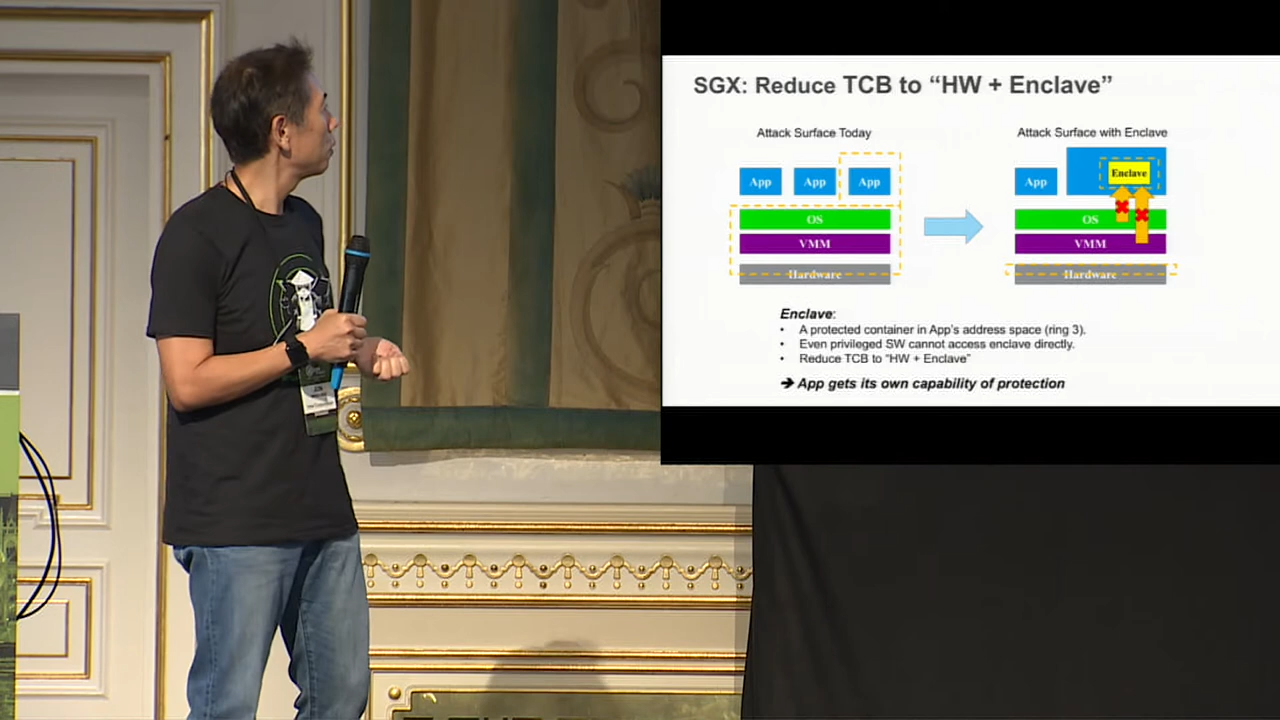 SGX: Reduce TCB to “HW + Enclave”
Attack Surface Today
Attack Surface with Enclave
App
App
App
OS
VMM
Hardware
App
Enclave
OS
VMM
Hardware
Enclave:
• A protected container in App's address space (ring 3).
• Even privileged SW cannot access enclave directly.
• Reduce TCB to “HW + Enclave”
➔ App gets its own capability of protection